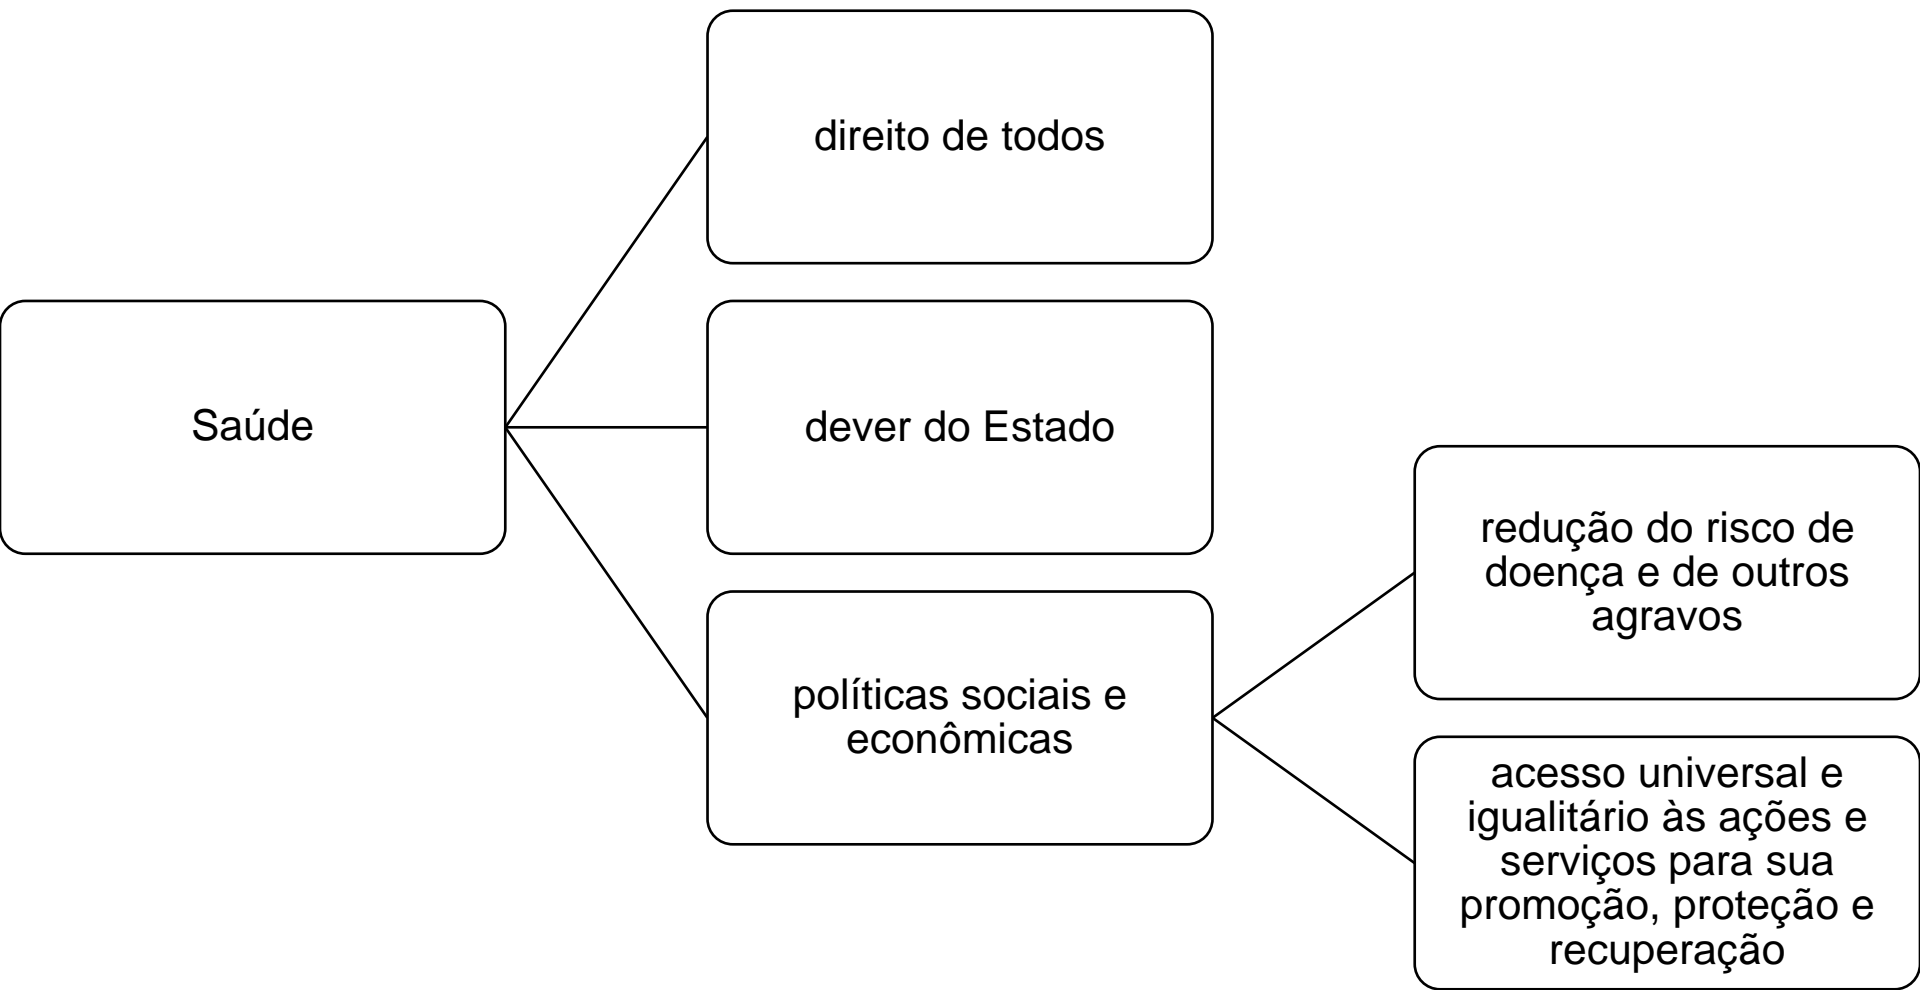 Saúde
direito de todos
dever do Estado
políticas sociais e
econômicas
redução do risco de
doença e de outros
agravos
acesso universal e
igualitário às ações e
serviços para sua
promoção, proteção e
recuperação